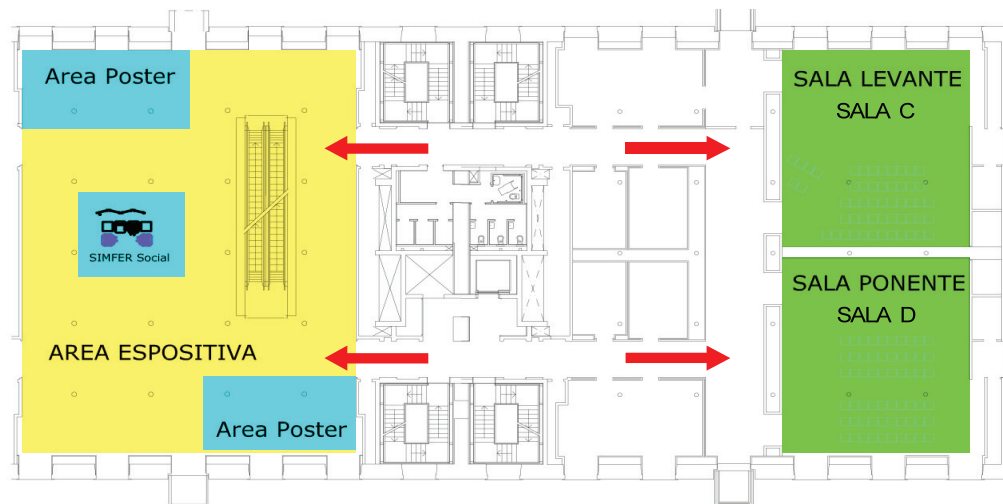 Area Poster
SIMFER Social
AREA ESPOSITIVA
Area Poster
SALA LEVANTE
SALA C
SALA PONENTE
SALA D